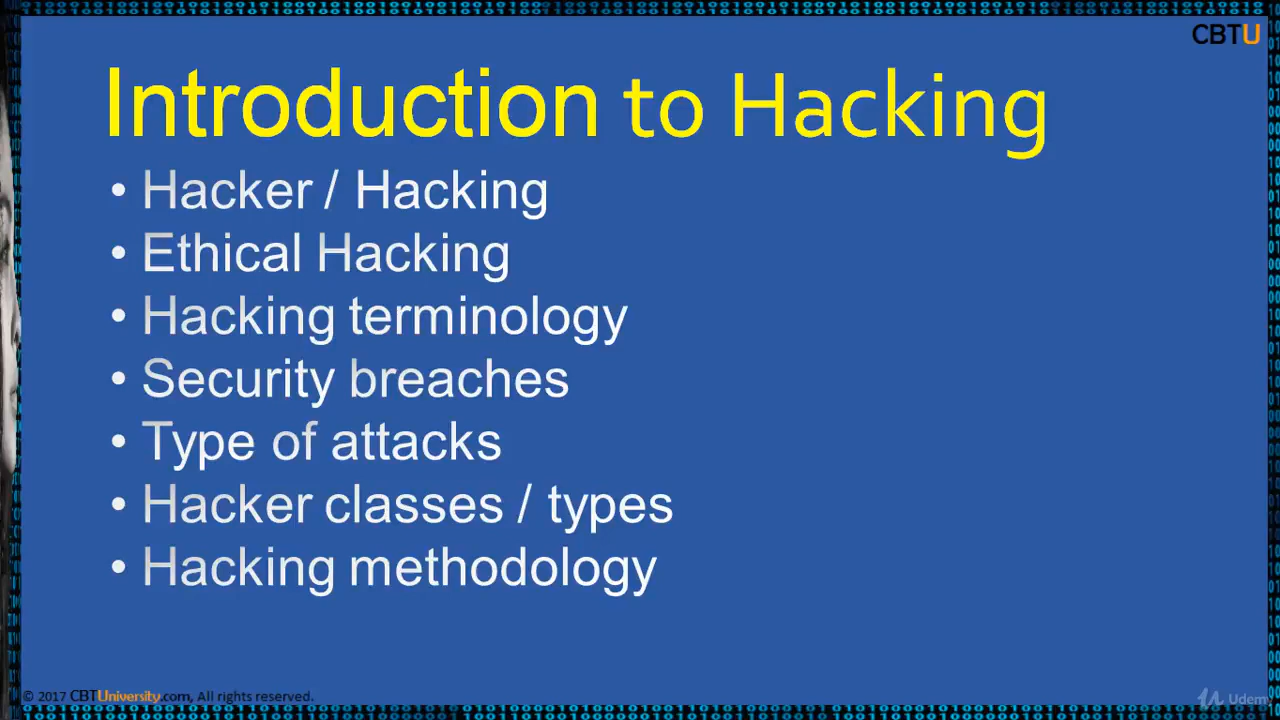 CBTU
Introduction to Hacking
• Hacker / Hacking
• Ethical Hacking
• Hacking terminology
• Security breaches
• Type of attacks
• Hacker classes / types
• Hacking methodology
© 2017 CBTUniversity.com, All rights reserved.
Udemy